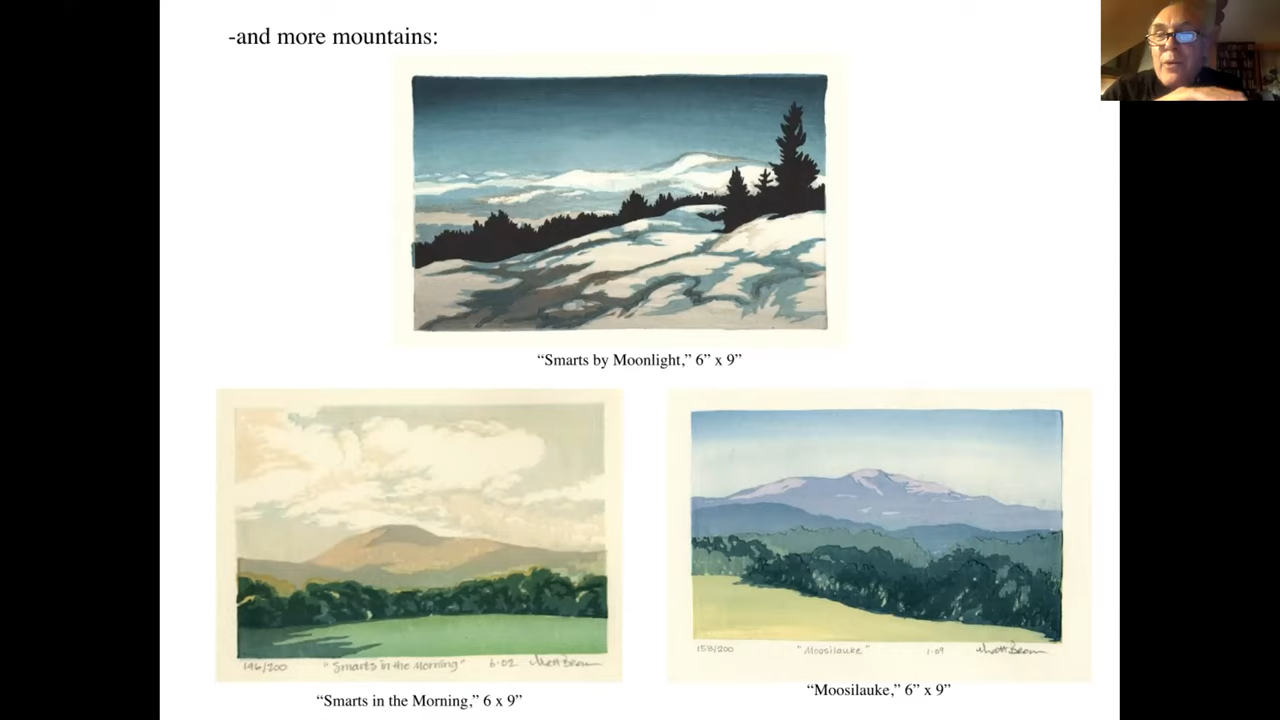 -and more mountains:
“Smarts by Moonlight,” 6” x 9”
196/200 "Smarts in the Morning" 6·02
“Smarts in the Morning,” 6 x 9”
158/200 "Moosilauke" 1·09
“Moosilauke,” 6” x 9”